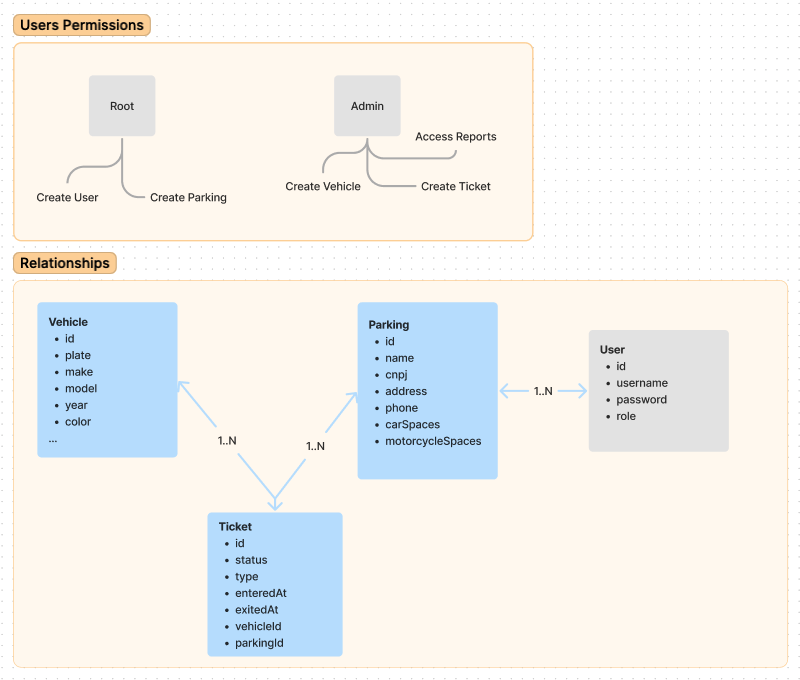 Users Permissions
Root
Admin
Access Reports
Create User
Create Parking
Create Vehicle
Create Ticket
Relationships
Vehicle
• id
• plate
• make
• model
• year
• color
...
Parking
• id
• name
• cnpj
• address
• phone
• carSpaces
• motorcycleSpaces
User
• id
• username
• password
• role
1..N
1..N
1..N
Ticket
• id
• status
• type
• enteredAt
• exitedAt
• vehicleId
• parkingId